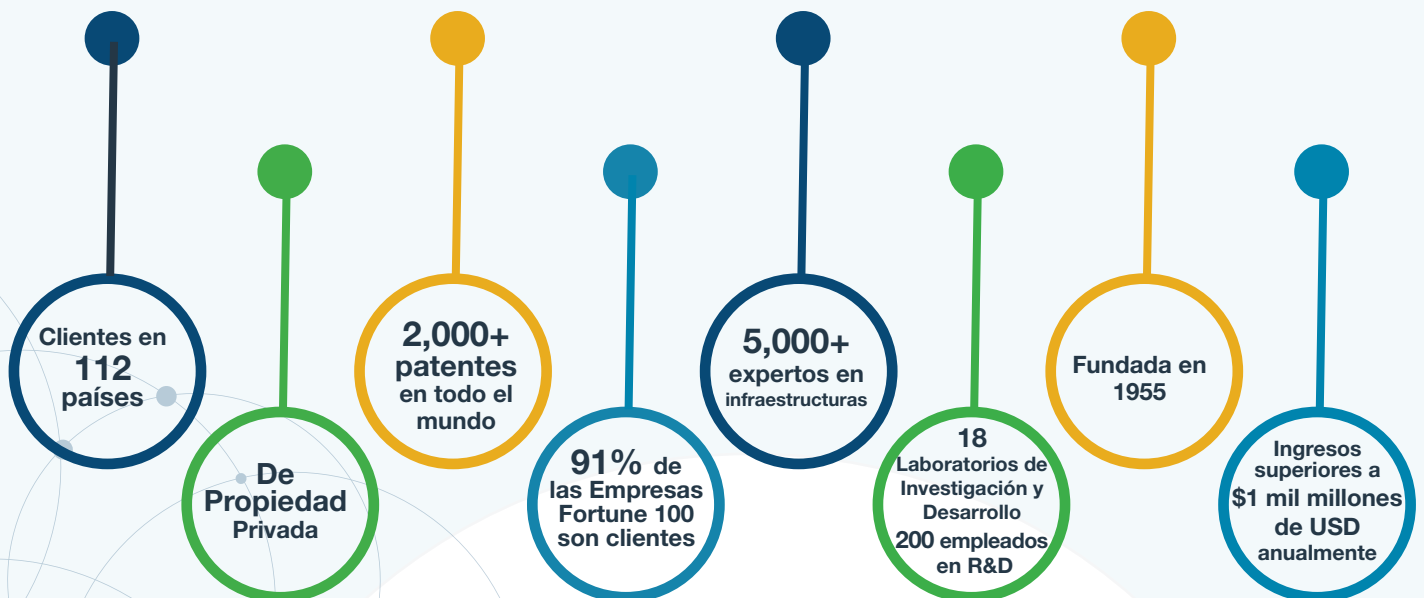 Clientes en
112
países
De
Propiedad
Privada
2,000+
patentes
en todo el
mundo
91% de
las Empresas
Fortune 100
son clientes
5,000+
expertos en
infraestructuras
18
Laboratorios de
Investigación y
Desarrollo
200 empleados
en R&D
Fundada en
1955
Ingresos
superiores a
$1 mil millones
de USD
anualmente